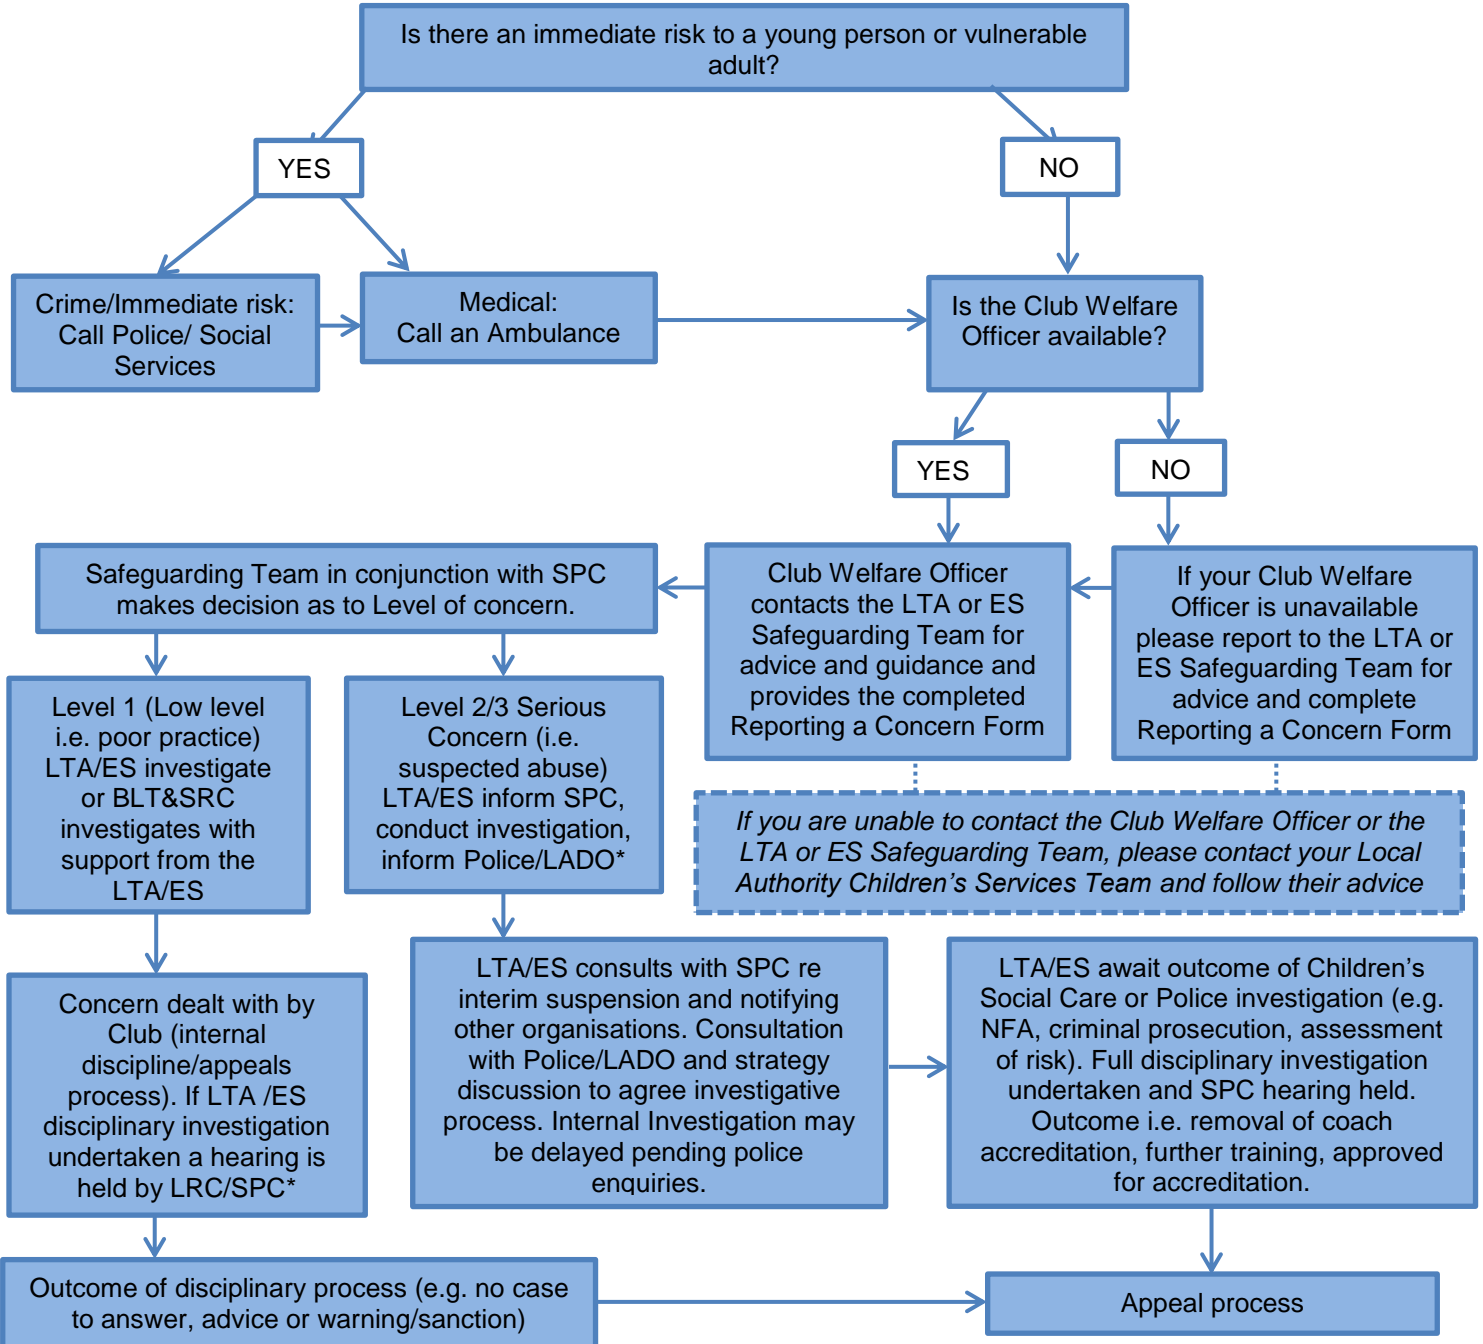 Is there an immediate risk to a young person or vulnerable
adult?
YES
NO
Crime/Immediate risk:
Call Police/ Social
Services
Medical:
Call an Ambulance
Is the Club Welfare
Officer available?
YES
NO
Safeguarding Team in conjunction with SPC
makes decision as to Level of concern.
Club Welfare Officer
contacts the LTA or ES
Safeguarding Team for
advice and guidance and
provides the completed
Reporting a Concern Form
If your Club Welfare
Officer is unavailable
please report to the LTA or
ES Safeguarding Team for
advice and complete
Reporting a Concern Form
Level 1 (Low level
i.e. poor practice)
LTA/ES investigate
or BLT&SRC
investigates with
support from the
LTA/ES
Level 2/3 Serious
Concern (i.e.
suspected abuse)
LTA/ES inform SPC,
conduct investigation,
inform Police/LADO*
If you are unable to contact the Club Welfare Officer or the
LTA or ES Safeguarding Team, please contact your Local
Authority Children’s Services Team and follow their advice
Concern dealt with by
Club (internal
discipline/appeals
process). If LTA /ES
disciplinary investigation
undertaken a hearing is
held by LRC/SPC*
LTA/ES consults with SPC re
interim suspension and notifying
other organisations. Consultation
with Police/LADO and strategy
discussion to agree investigative
process. Internal Investigation may
be delayed pending police
enquiries.
LTA/ES await outcome of Children’s
Social Care or Police investigation (e.g.
NFA, criminal prosecution, assessment
of risk). Full disciplinary investigation
undertaken and SPC hearing held.
Outcome i.e. removal of coach
accreditation, further training, approved
for accreditation.
Outcome of disciplinary process (e.g. no case
to answer, advice or warning/sanction)
Appeal process